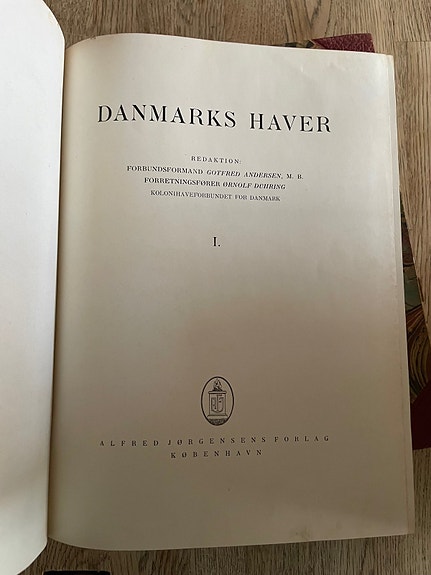 DANMARKS HAVER
REDAKTION:
FORBUNDSFORMAND GOTFRED ANDERSEN, M. B.
FORRETNINGSFØRER ØRNOLF DUHRING
KOLONIHAVEFORBUNDET FOR DANMARK
I.
ALFRED JØRGENSENS FORLAG
KØBENHAVN